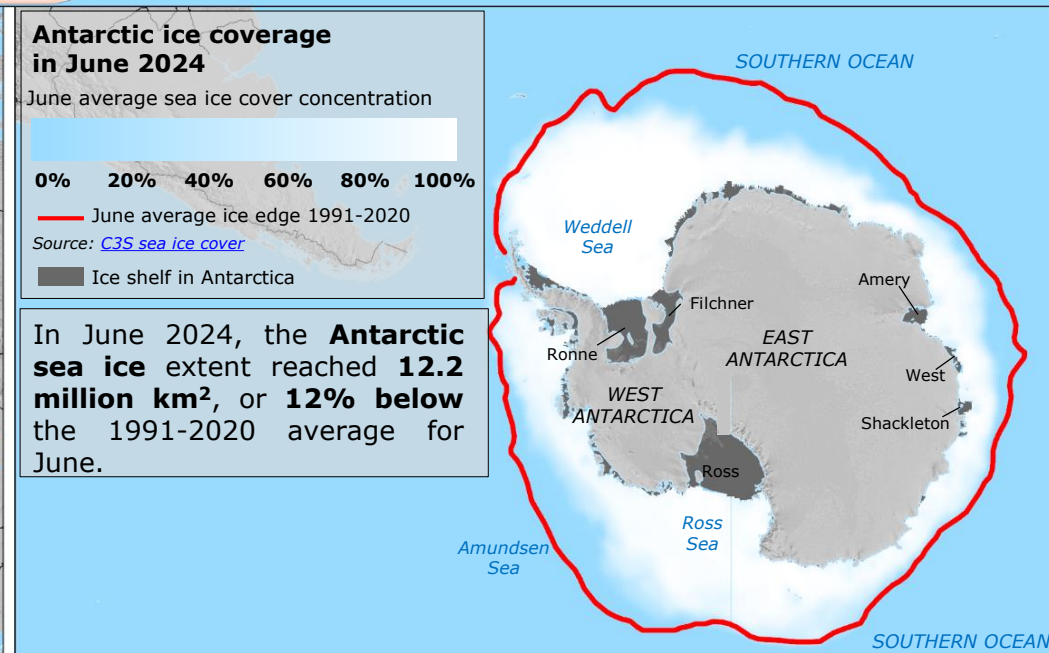 Antarctic ice coverage
in June 2024
June average sea ice cover concentration
0% 20% 40% 60% 80% 100%
June average ice edge 1991-2020
Source: C3S sea ice cover
Ice shelf in Antarctica
In June 2024, the Antarctic
sea ice extent reached 12.2
million km², or 12% below
the 1991-2020 average for
June.
SOUTHERN OCEAN
Weddell
Sea
Amery
Filchner
Ronne
EAST
ANTARCTICA
West
WEST
ANTARCTICA
Shackleton
Ross
Ross
Sea
Amundsen
Sea
SOUTHERN OCEAN